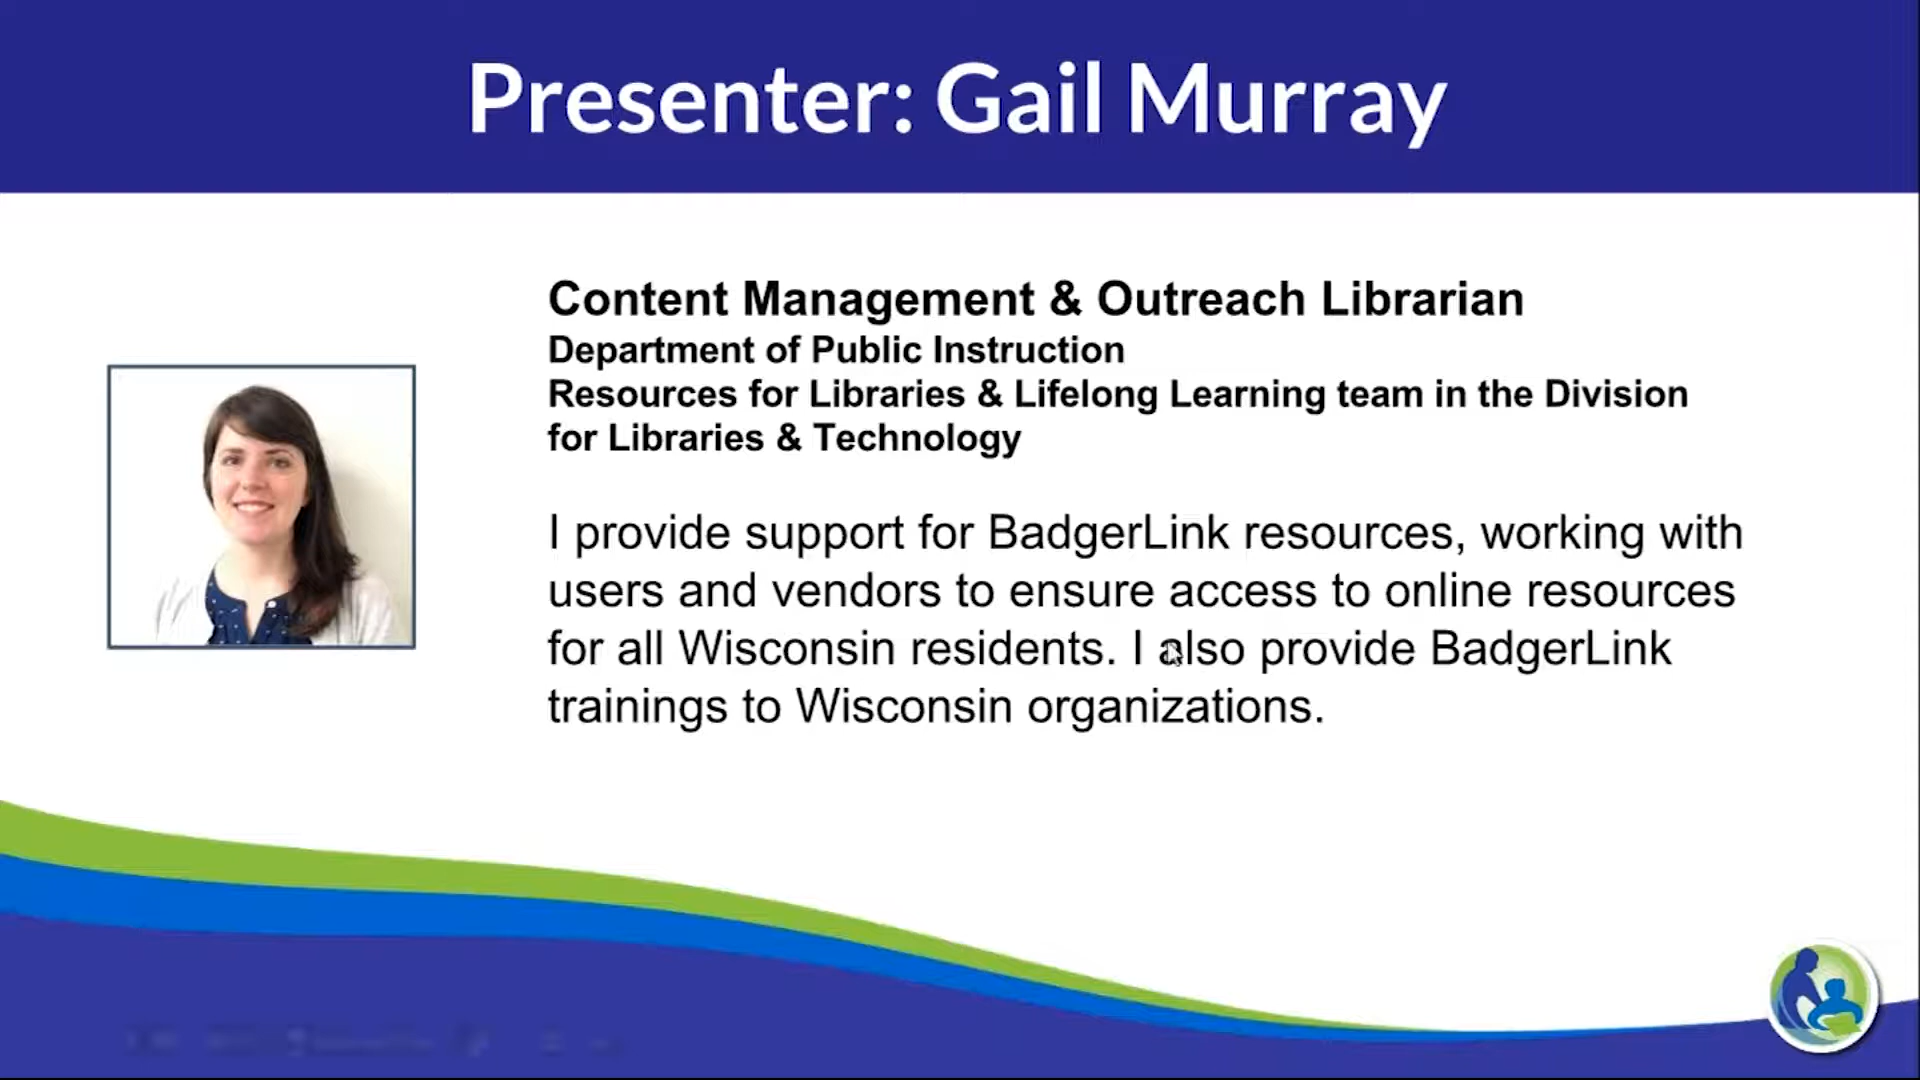 Presenter: Gail Murray
Content Management & Outreach Librarian
Department of Public Instruction
Resources for Libraries & Lifelong Learning team in the Division
for Libraries & Technology
I provide support for BadgerLink resources, working with
users and vendors to ensure access to online resources
for all Wisconsin residents. I also provide BadgerLink
trainings to Wisconsin organizations.